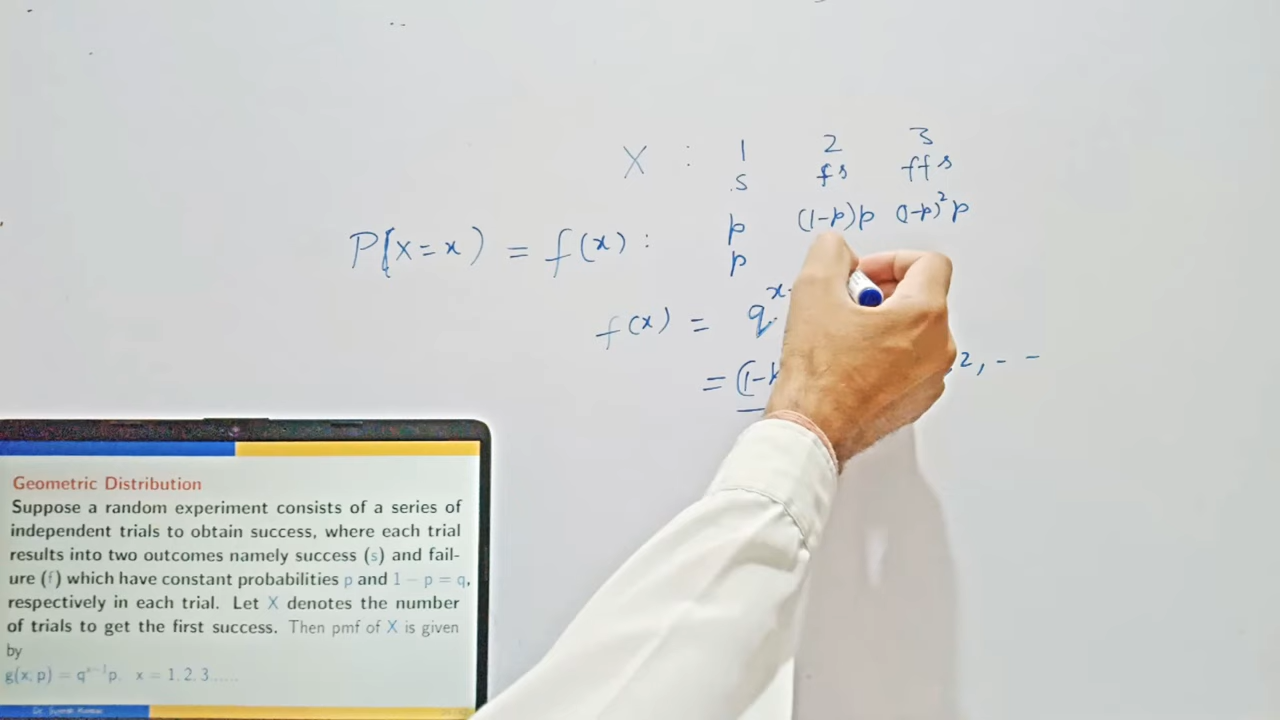 X : 1 2 3
s fs ffs
P(X=x) = f(x) : p (1-p)p (1-p)²p
p
f(x) = q^x-
= (1-p 2, - -
Geometric Distribution
Suppose a random experiment consists of a series of
independent trials to obtain success, where each trial
results into two outcomes namely success (s) and fail-
ure (f) which have constant probabilities p and 1 − p = q,
respectively in each trial. Let X denotes the number
of trials to get the first success. Then pmf of X is given
by
g(x; p) = q^x−1p, x = 1, 2, 3.....